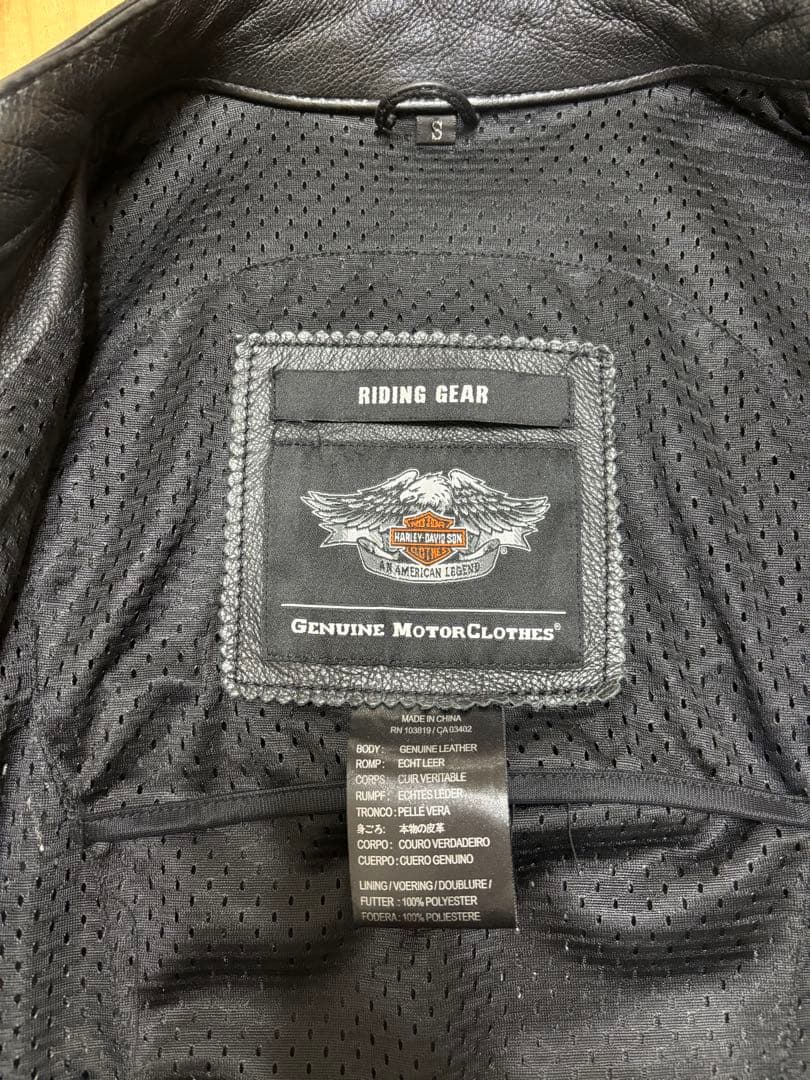 S
RIDING GEAR
MOTOR
HARLEY-DAVIDSON
CLOTHES
AN AMERICAN LEGEND
GENUINE MOTORCLOTHES®
MADE IN CHINA
RN 103819 / CA 03402
BODY: GENUINE LEATHER
ROMP: ECHT LEER
CORPS: CUIR VERITABLE
RUMPF: ECHTES LEDER
TRONCO: PELLE VERA
身ごろ: 本物の皮革
CORPO: COURO VERDADEIRO
CUERPO: CUERO GENUINO
LINING / VOERING / DOUBLURE /
FUTTER : 100% POLYESTER
FODERA: 100% POLIESTERE